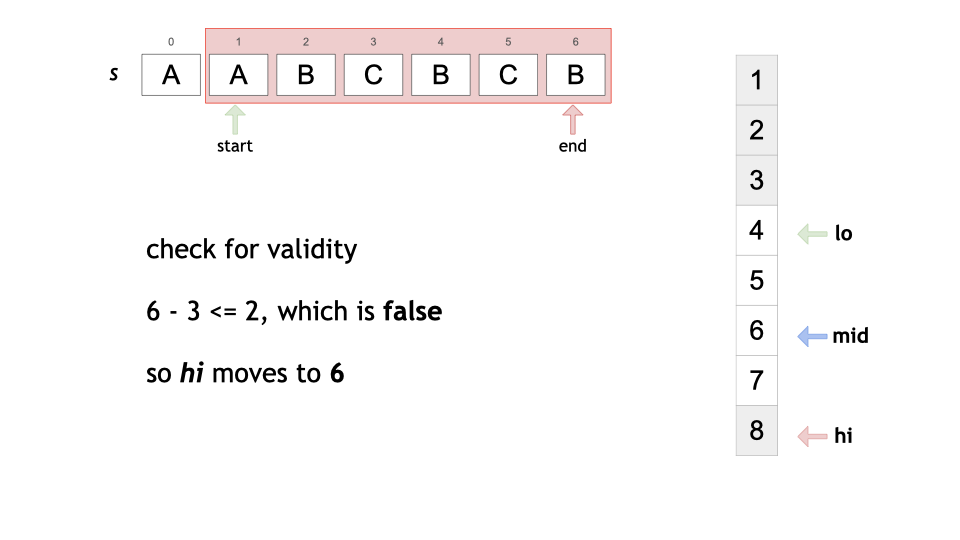 0 1 2 3 4 5 6
s A A B C B C B
start end
check for validity
6 - 3 <= 2, which is false
so hi moves to 6
1
2
3
4 lo
5
6 mid
7
8 hi